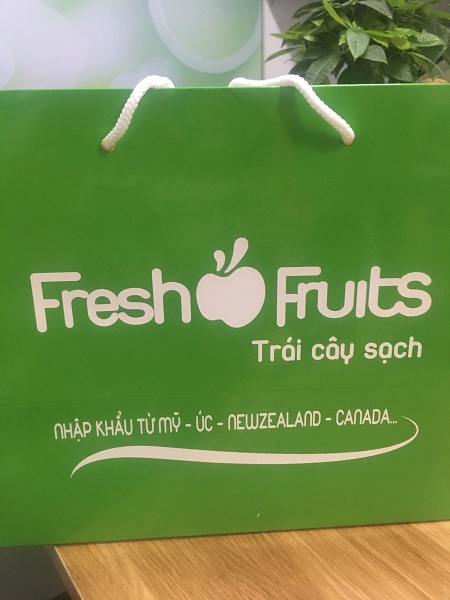 Fresh Fruits
Trái cây sạch
NHẬP KHẨU TỪ MỸ - ÚC - NEWZEALAND - CANADA...